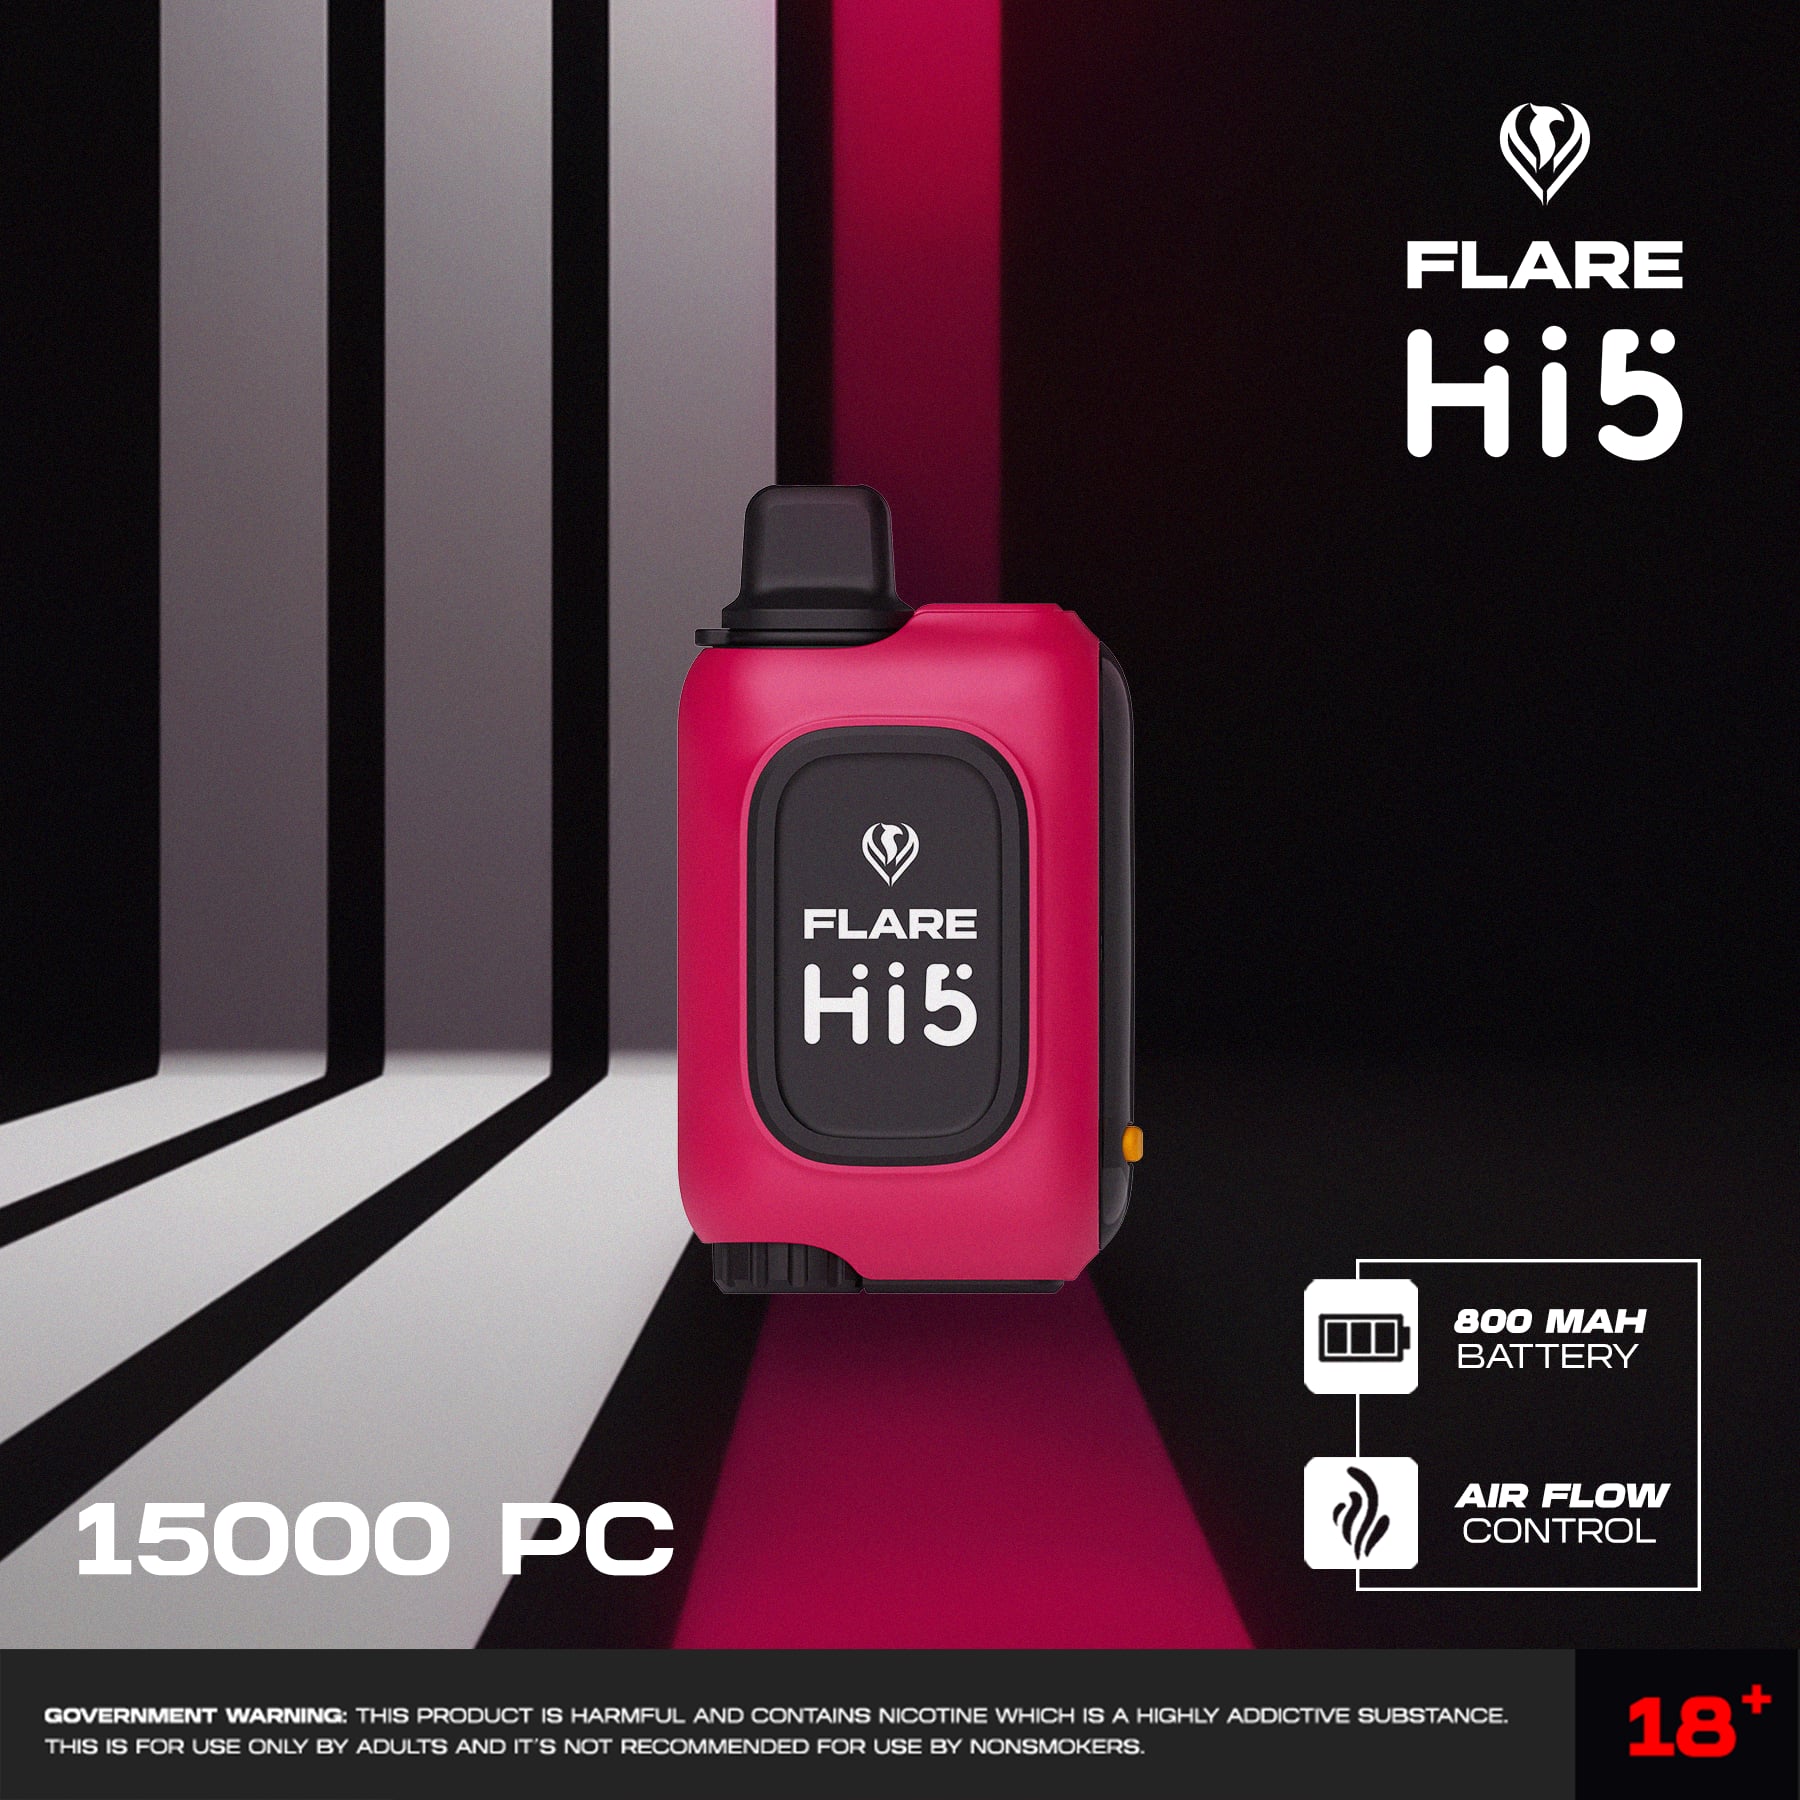 FLARE
Hi5
FLARE
Hi5
800 MAH
BATTERY
AIR FLOW
CONTROL
15000 PC
GOVERNMENT WARNING: THIS PRODUCT IS HARMFUL AND CONTAINS NICOTINE WHICH IS A HIGHLY ADDICTIVE SUBSTANCE.
THIS IS FOR USE ONLY BY ADULTS AND IT'S NOT RECOMMENDED FOR USE BY NONSMOKERS.
18+